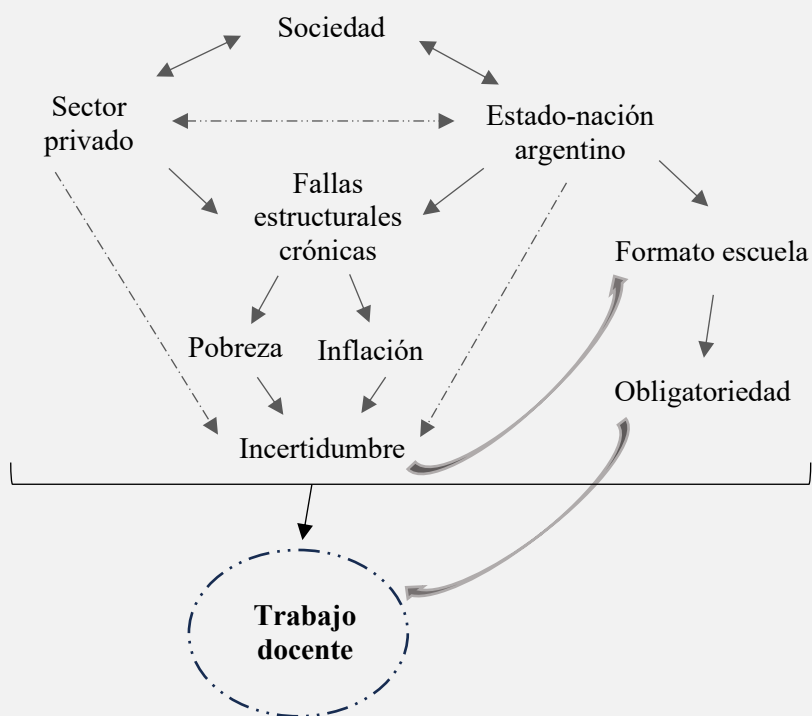 Sociedad
Sector
privado
Estado-nación
argentino
Fallas
estructurales
crónicas
Formato escuela
Pobreza
Inflación
Obligatoriedad
Incertidumbre
Trabajo
docente